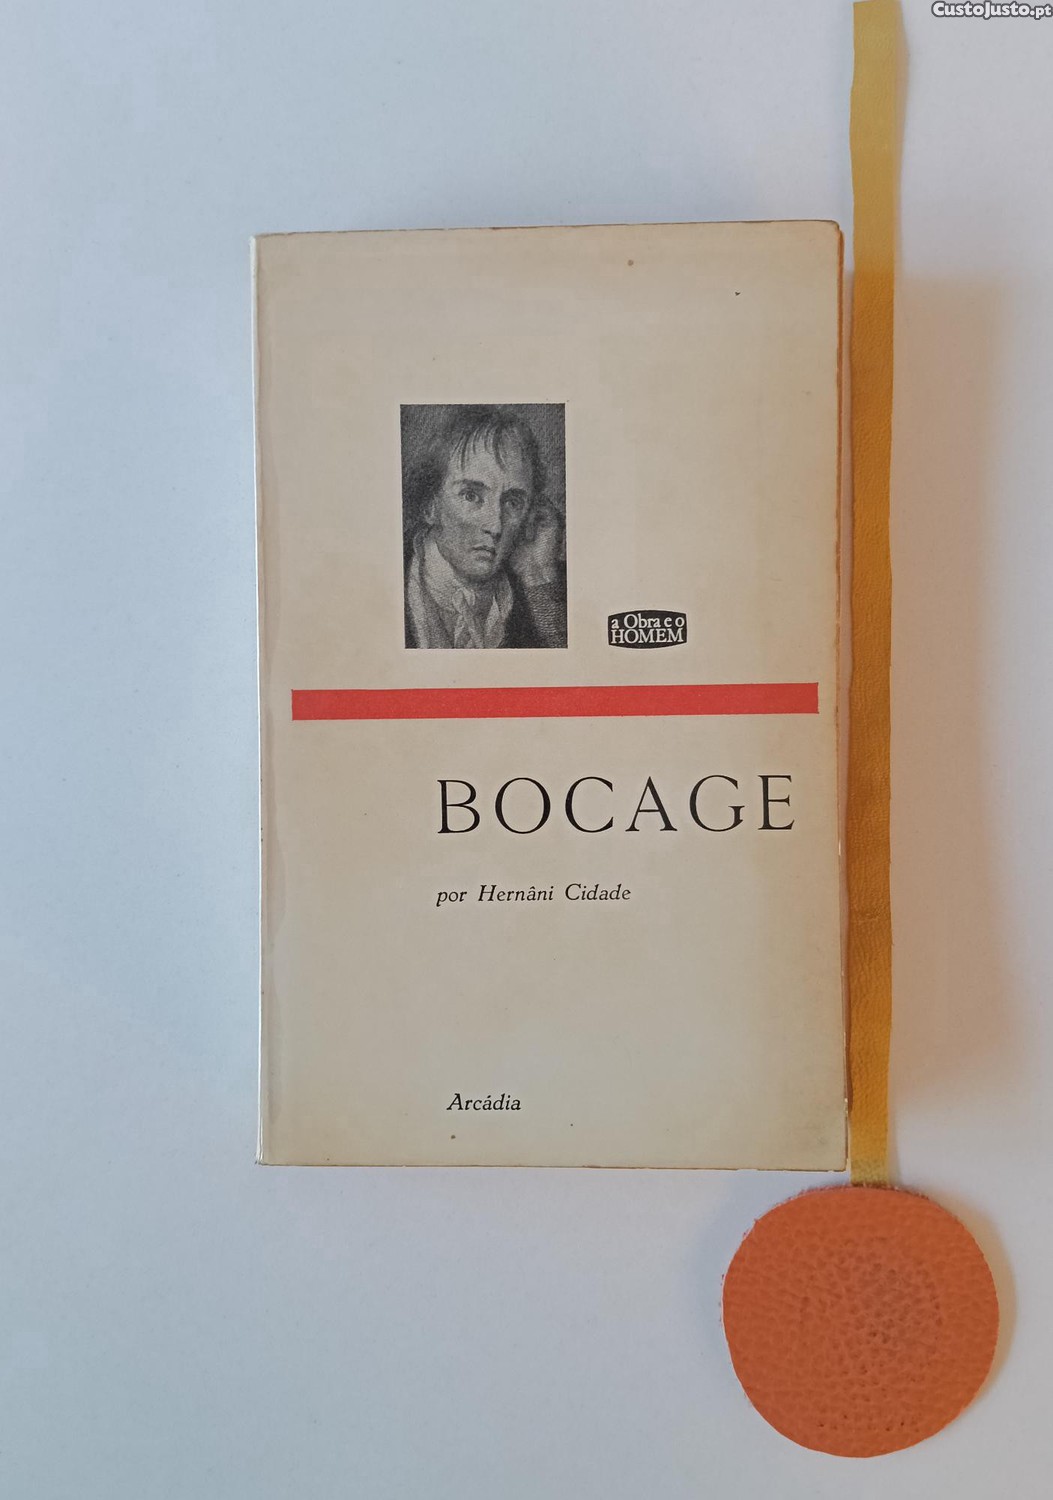 CustoJusto.pt
a Obra e o
HOMEM
BOCAGE
por Hernâni Cidade
Arcádia